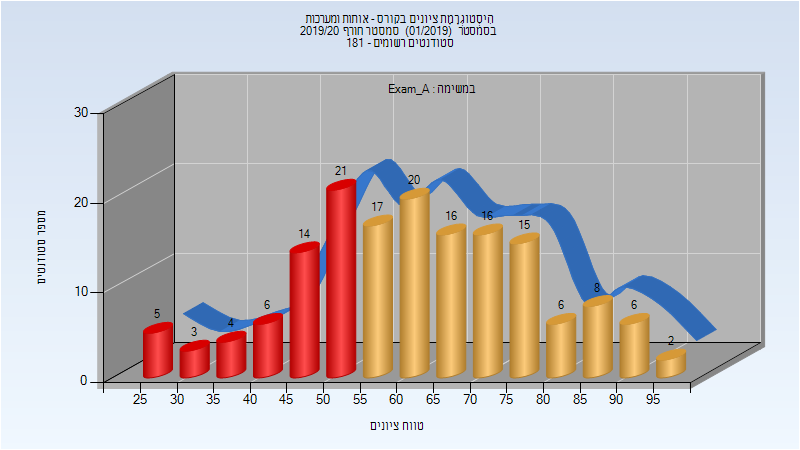 היסטוגרמת ציונים בקורס - אותות ומערכות
בסמסטר (01/2019) סמסטר חורף 2019/20
סטודנטים רשומים - 181
במשימה : Exam_A
30
20
10
0
מספר סטודנטים
5
3
4
6
14
21
17
20
16
16
15
6
8
6
2
25 30 35 40 45 50 55 60 65 70 75 80 85 90 95
טווח ציונים